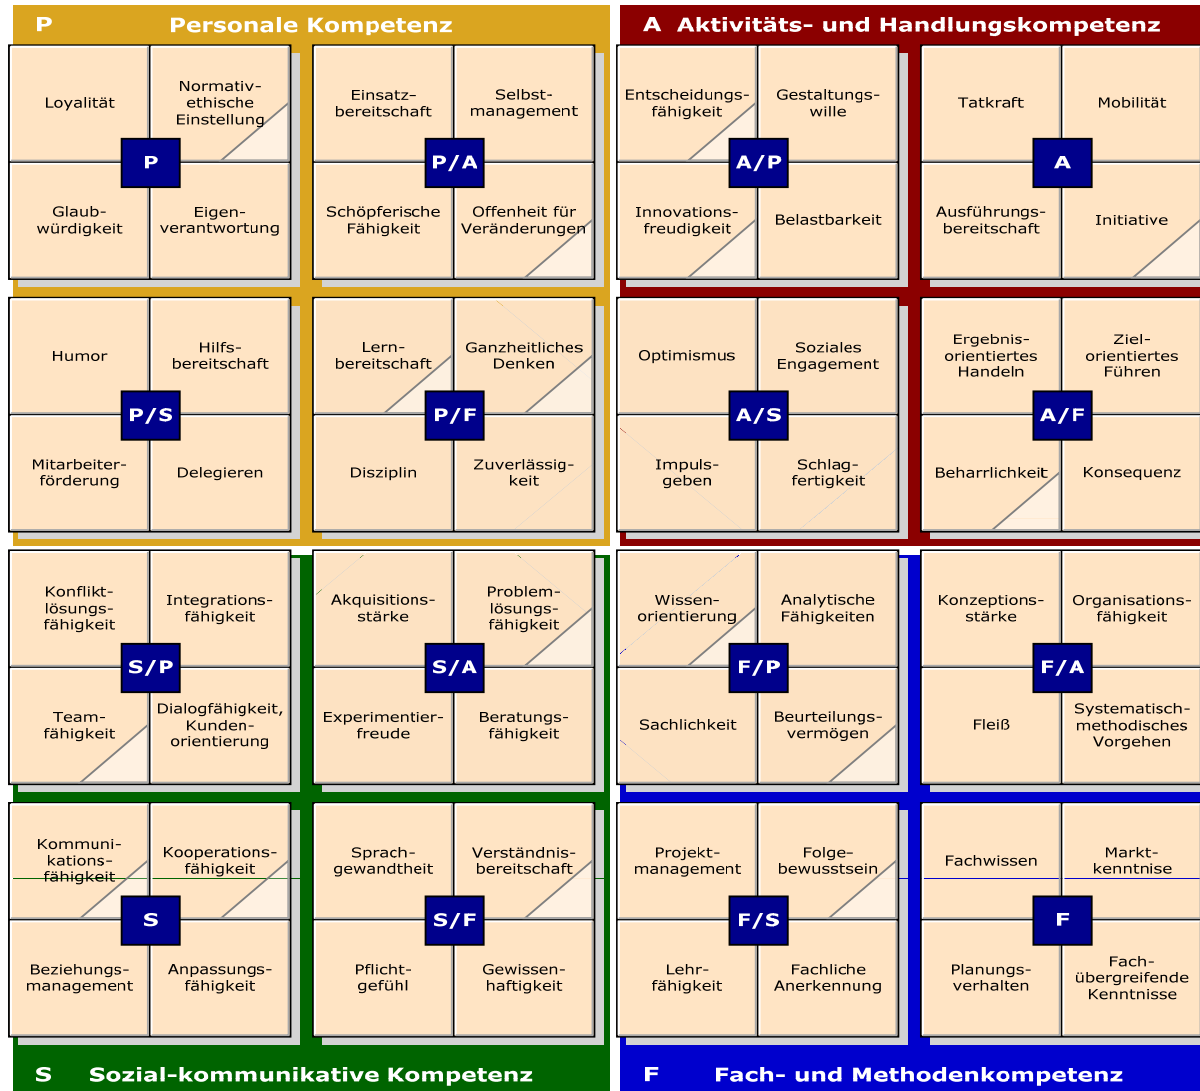 P Personale Kompetenz
A Aktivitäts- und Handlungskompetenz
Loyalität
Normativ-
ethische
Einstellung
P
Glaub-
würdigkeit
Eigen-
verantwortung
Einsatz-
bereitschaft
Selbst-
management
P/A
Schöpferische
Fähigkeit
Offenheit für
Veränderungen
Entscheidungs-
fähigkeit
Gestaltungs-
wille
A/P
Innovations-
freudigkeit
Belastbarkeit
Tatkraft
Mobilität
A
Ausführungs-
bereitschaft
Initiative
Humor
Hilfs-
bereitschaft
P/S
Mitarbeiter-
förderung
Delegieren
Lern-
bereitschaft
Ganzheitliches
Denken
P/F
Disziplin
Zuverlässig-
keit
Optimismus
Soziales
Engagement
A/S
Impuls-
geben
Schlag-
fertigkeit
Ergebnis-
orientiertes
Handeln
Ziel-
orientiertes
Führen
A/F
Beharrlichkeit
Konsequenz
Konflikt-
lösungs-
fähigkeit
Integrations-
fähigkeit
S/P
Team-
fähigkeit
Dialogfähigkeit,
Kunden-
orientierung
Akquisitions-
stärke
Problem-
lösungs-
fähigkeit
S/A
Experimentier-
freude
Beratungs-
fähigkeit
Wissen-
orientierung
Analytische
Fähigkeiten
F/P
Sachlichkeit
Beurteilungs-
vermögen
Konzeptions-
stärke
Organisations-
fähigkeit
F/A
Fleiß
Systematisch-
methodisches
Vorgehen
Kommuni-
kations-
fähigkeit
Kooperations-
fähigkeit
S
Beziehungs-
management
Anpassungs-
fähigkeit
Sprach-
gewandtheit
Verständnis-
bereitschaft
S/F
Pflicht-
gefühl
Gewissen-
haftigkeit
Projekt-
management
Folge-
bewusstsein
F/S
Lehr-
fähigkeit
Fachliche
Anerkennung
Fachwissen
Markt-
kenntnise
F
Planungs-
verhalten
Fach-
übergreifende
Kenntnisse
S Sozial-kommunikative Kompetenz
F Fach- und Methodenkompetenz